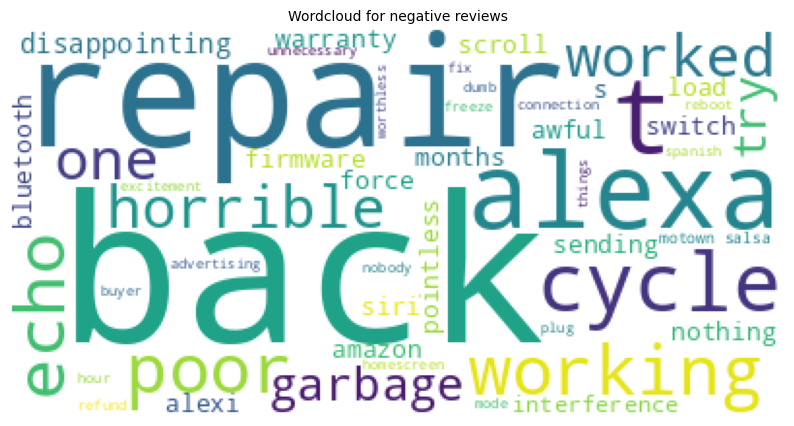 Wordcloud for negative reviews
disappointing
unnecessary
warranty
scroll
worked
repair
worthless
fix
dumb
freeze
connection
s
t
load
reboot
try
bluetooth
one
firmware
months
awful
switch
spanish
excitement
force
things
alexa
horrible
back
echo
advertising
buyer
nobody
siri
pointless
sending
motown
salsa
cycle
plug
nothing
amazon
homescreen
poor
hour
refund
alexi
garbage
working
mode
interference